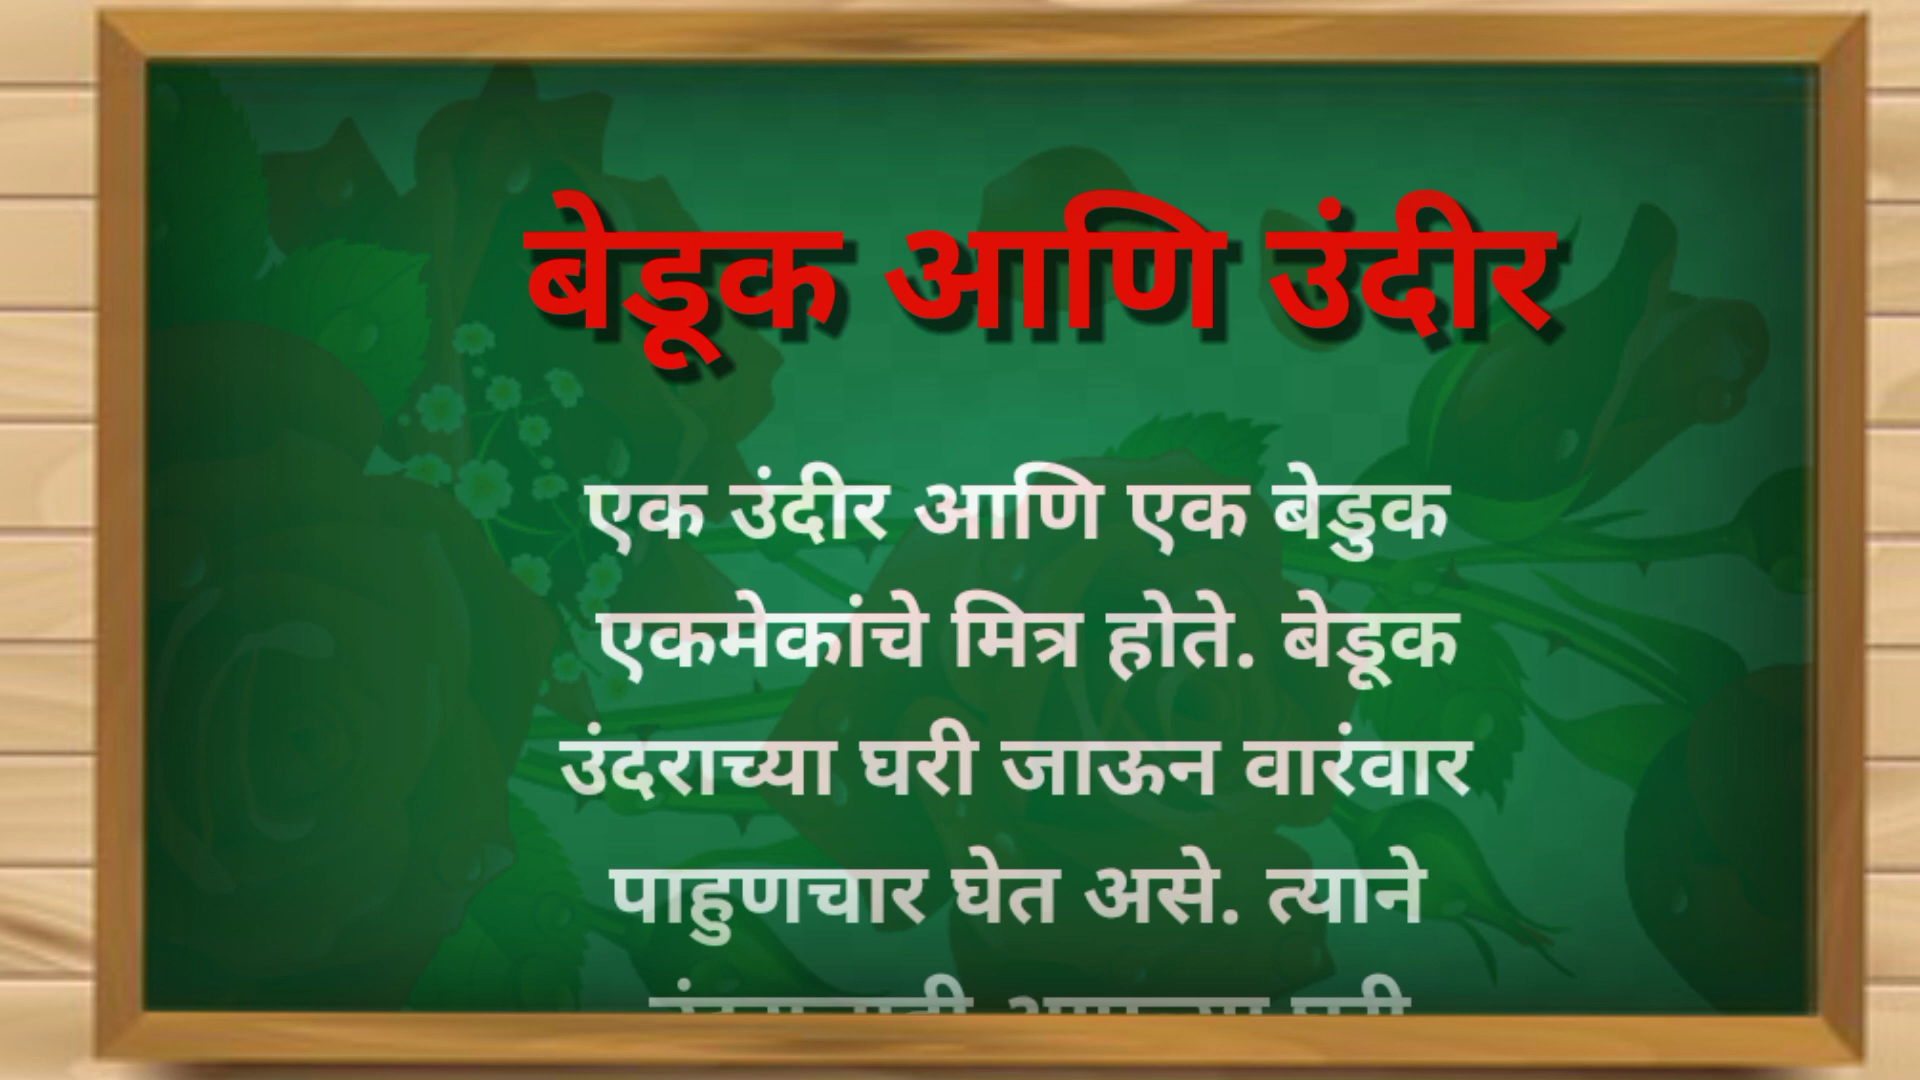 बेडूक आणि उंदीर
एक उंदीर आणि एक बेडुक
एकमेकांचे मित्र होते. बेडूक
उंदराच्या घरी जाऊन वारंवार
पाहुणचार घेत असे. त्याने